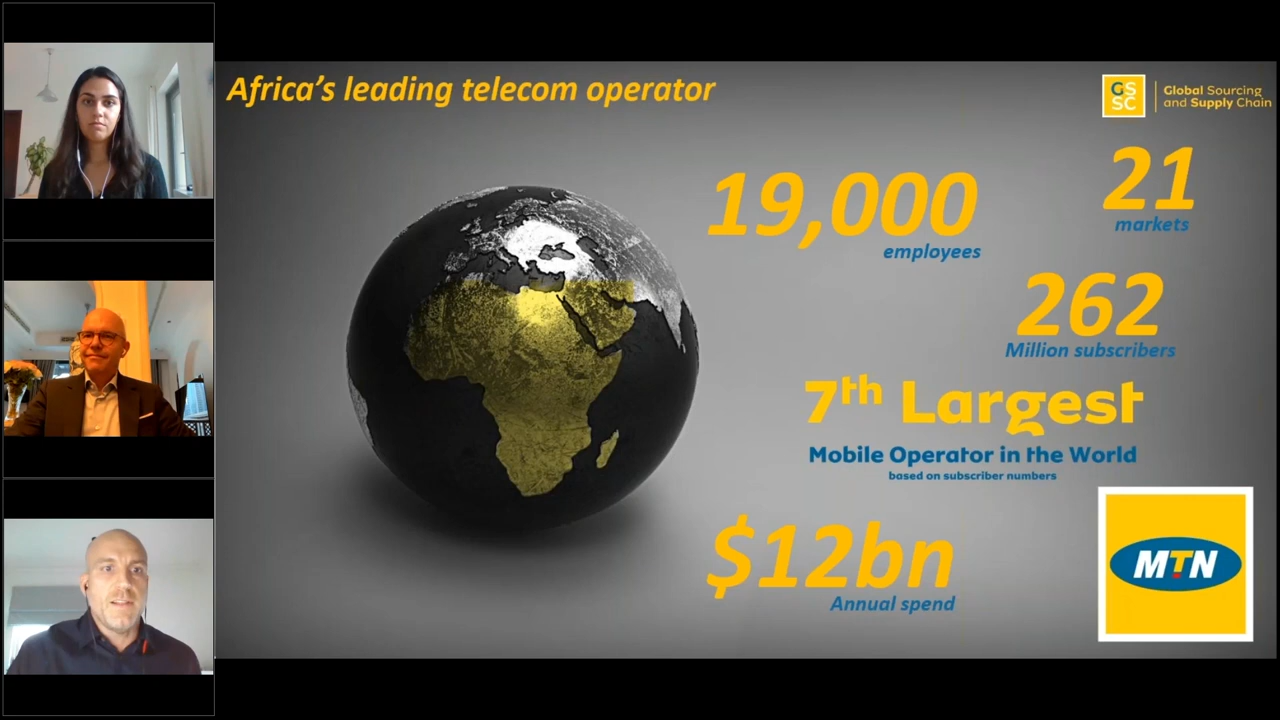 Africa's leading telecom operator
GS
SC
Global Sourcing
and Supply Chain
19,000
employees
21
markets
262
Million subscribers
7th Largest
Mobile Operator in the World
based on subscriber numbers
$12bn
Annual spend
MTN